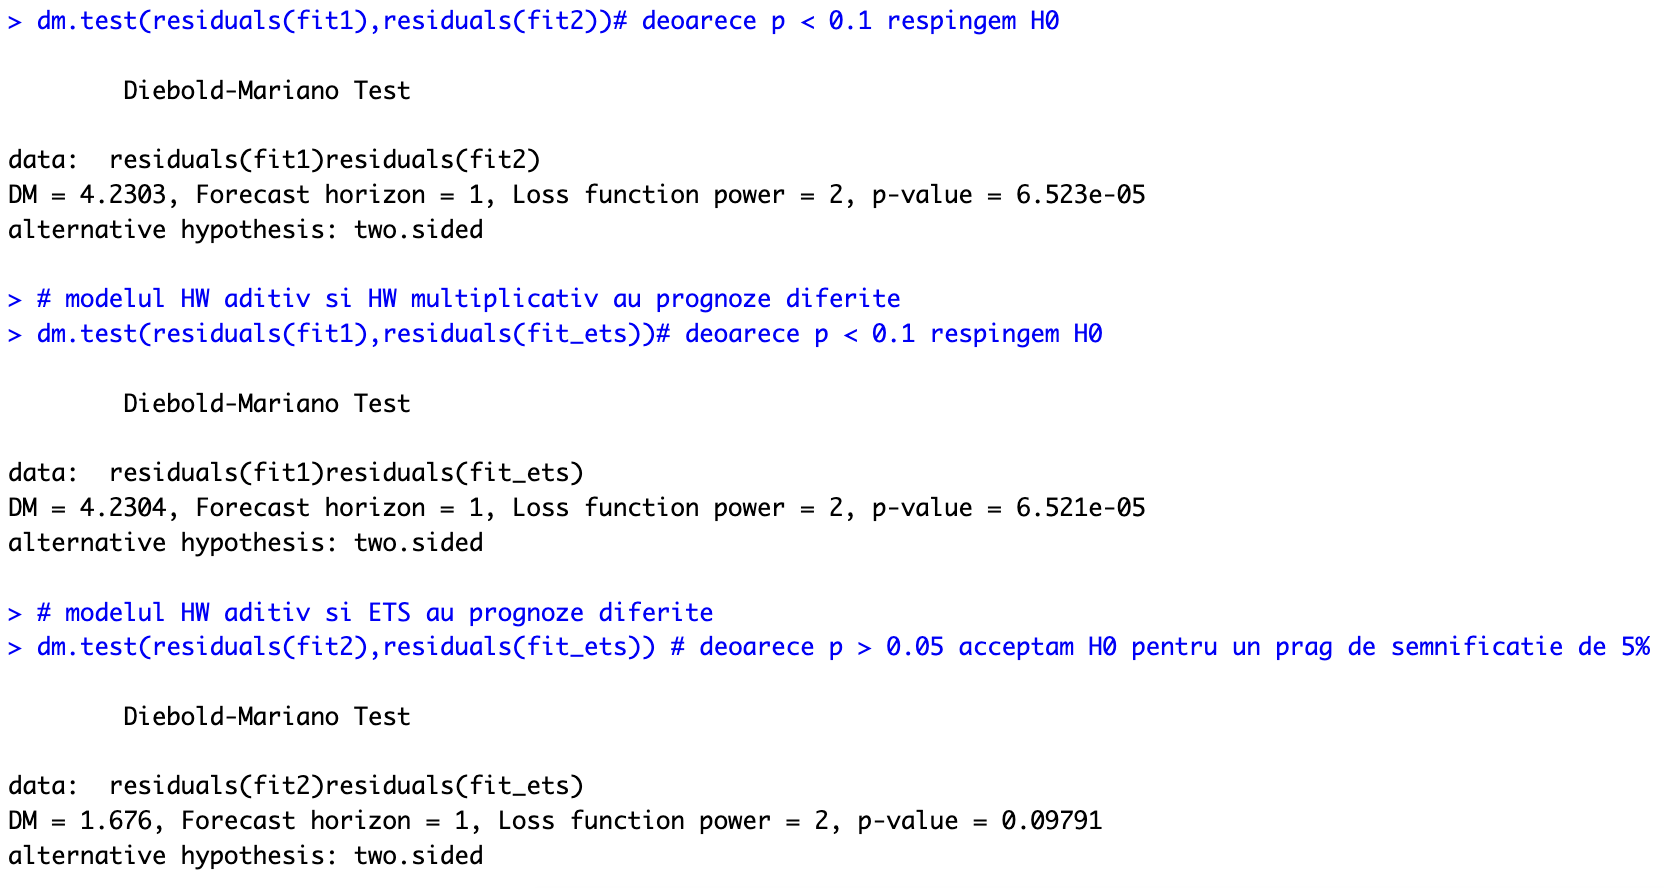 > dm.test(residuals(fit1),residuals(fit2))# deoarece p < 0.1 respingem H0
Diebold-Mariano Test
data:  residuals(fit1)residuals(fit2)
DM = 4.2303, Forecast horizon = 1, Loss function power = 2, p-value = 6.523e-05
alternative hypothesis: two.sided
> # modelul HW aditiv si HW multiplicativ au prognoze diferite
> dm.test(residuals(fit1),residuals(fit_ets))# deoarece p < 0.1 respingem H0
Diebold-Mariano Test
data:  residuals(fit1)residuals(fit_ets)
DM = 4.2304, Forecast horizon = 1, Loss function power = 2, p-value = 6.521e-05
alternative hypothesis: two.sided
> # modelul HW aditiv si ETS au prognoze diferite
> dm.test(residuals(fit2),residuals(fit_ets)) # deoarece p > 0.05 acceptam H0 pentru un prag de semnificatie de 5%
Diebold-Mariano Test
data:  residuals(fit2)residuals(fit_ets)
DM = 1.676, Forecast horizon = 1, Loss function power = 2, p-value = 0.09791
alternative hypothesis: two.sided